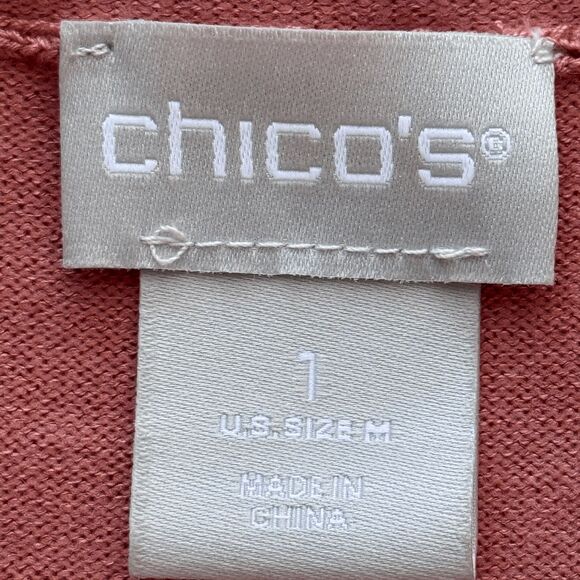 chico's®
1
U.S. SIZE-M
MADE IN
CHINA